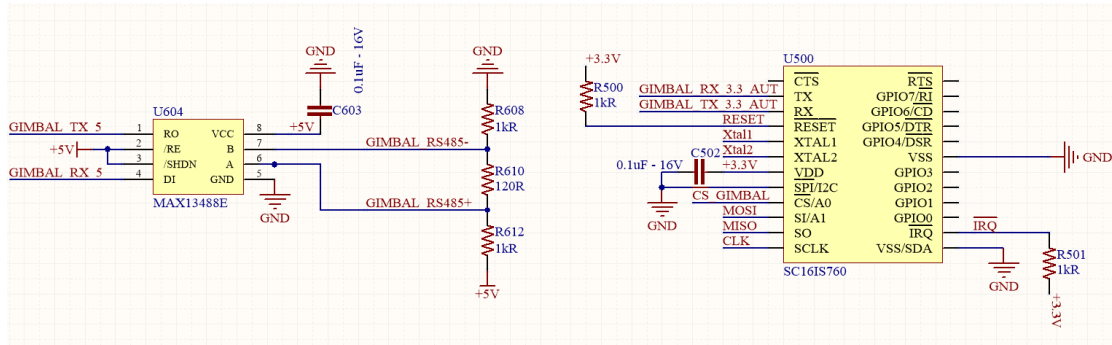 GND
0.1uF - 16V
C603
+5V
U604
GIMBAL_TX_5
1
RO
VCC
8
+5V
2
/RE
B
7
GIMBAL_RS485-
3
/SHDN
A
6
GIMBAL_RX_5
4
DI
GND
5
MAX13488E
GND
GIMBAL_RS485+
GND
R608
1kR
R610
120R
R612
1kR
+5V
+3.3V
R500
1kR
GIMBAL_RX_3.3_AUT
GIMBAL_TX_3.3_AUT
RESET
Xtal1
Xtal2
0.1uF - 16V
C502
+3.3V
GND
CS_GIMBAL
MOSI
MISO
CLK
U500
CTS
RTS
TX
GPIO7/RI
RX
GPIO6/CD
RESET
GPIO5/DTR
XTAL1
GPIO4/DSR
XTAL2
VSS
VDD
GPIO3
SPI/I2C
GPIO2
CS/A0
GPIO1
SI/A1
GPIO0
SO
IRQ
SCLK
VSS/SDA
SC16IS760
GND
IRQ
R501
1kR
GND
+3.3V